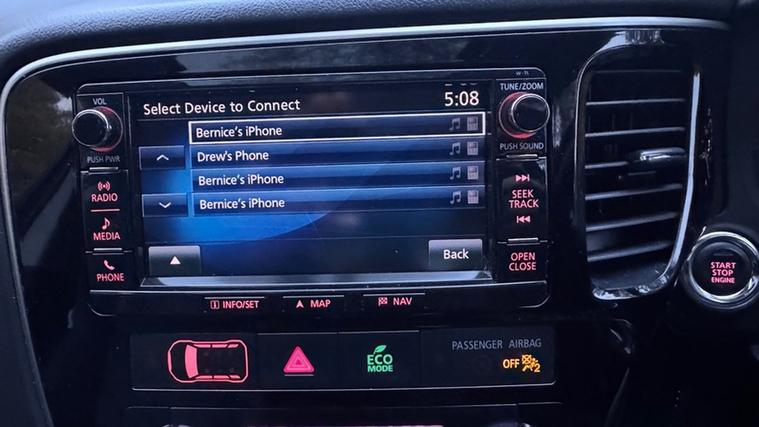 VOL
PUSH PWR
RADIO
MEDIA
PHONE
Select Device to Connect
5:08
Bernice's iPhone
Drew's Phone
Bernice's iPhone
Bernice's iPhone
Back
TUNE/ZOOM
PUSH SOUND
SEEK
TRACK
OPEN
CLOSE
i INFO/SET
MAP
NAV
START
STOP
ENGINE
ECO
MODE
PASSENGER AIRBAG
OFF 2